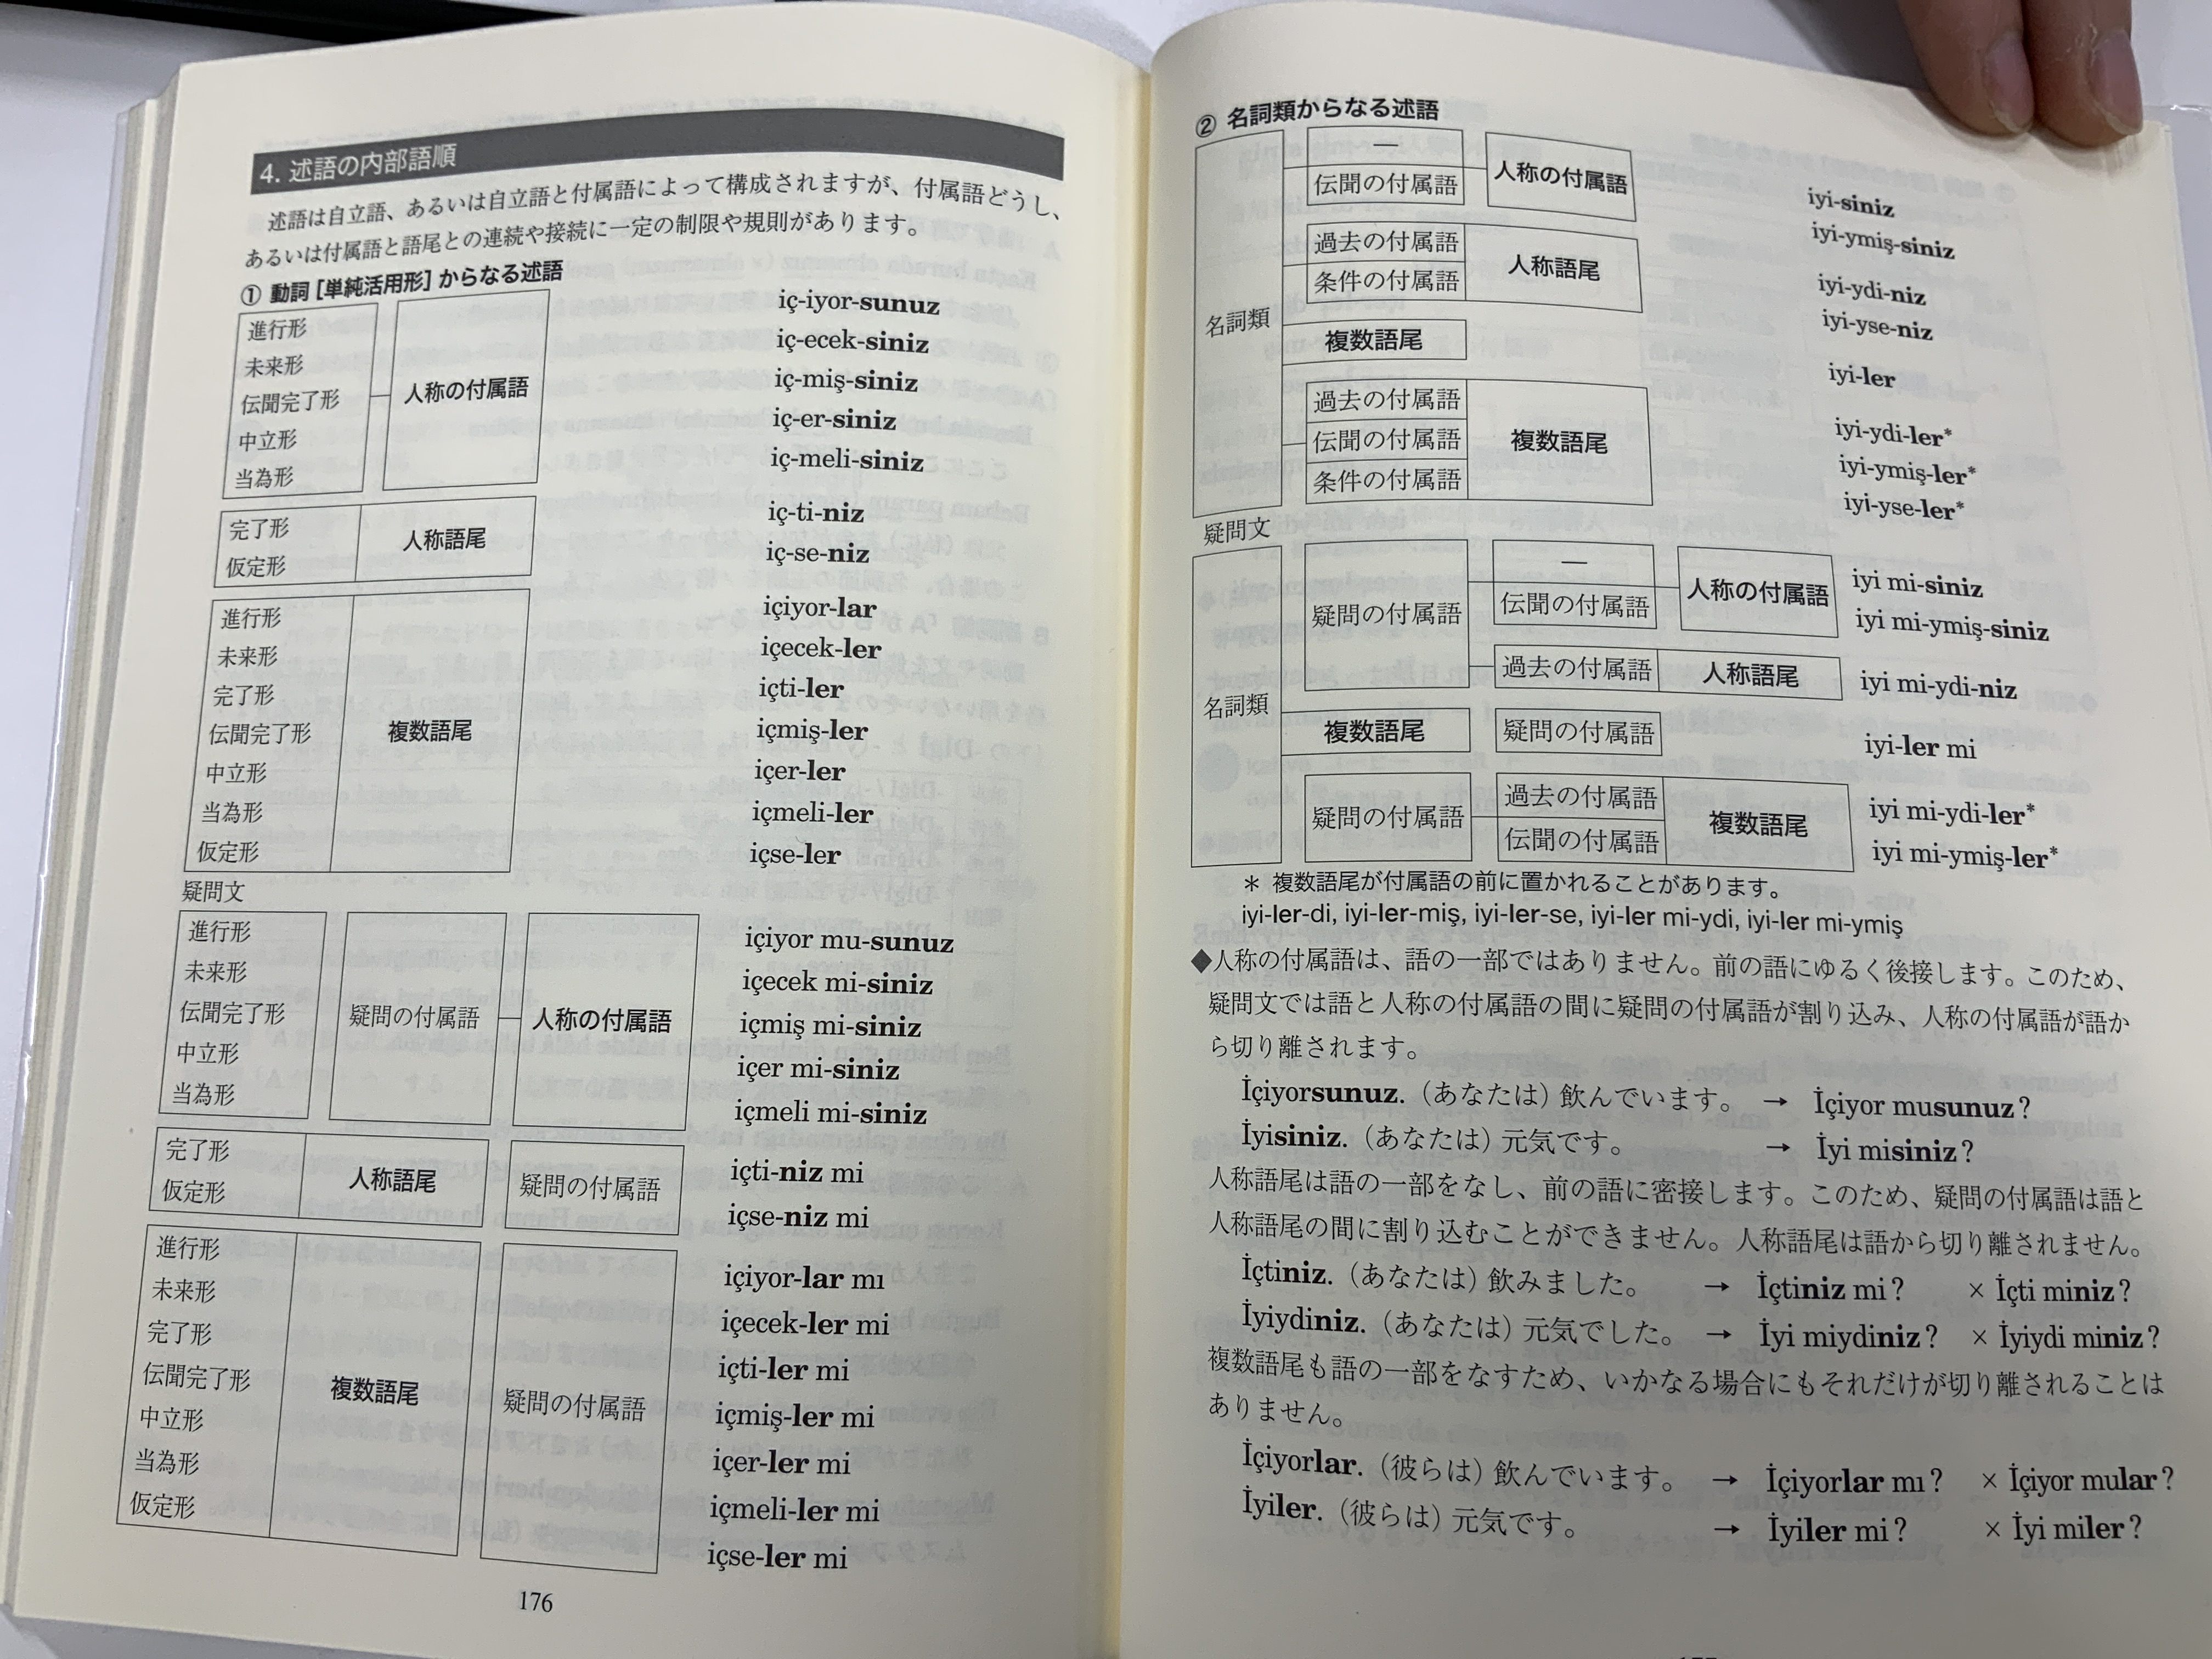 4. 述語の内部語順
述語は自立語、あるいは自立語と付属語によって構成されますが、付属語どうし、
あるいは付属語と語尾との連続や接続に一定の制限や規則があります。
① 動詞 [単純活用形] からなる述語
進行形
未来形
伝聞完了形
中立形
当為形
人称の付属語
iç-iyor-sunuz
iç-ecek-siniz
iç-miş-siniz
iç-er-siniz
iç-meli-siniz
完了形
仮定形
人称語尾
iç-ti-niz
iç-se-niz
進行形
未来形
完了形
伝聞完了形
中立形
当為形
仮定形
複数語尾
içiyor-lar
içecek-ler
içti-ler
içmiş-ler
içer-ler
içmeli-ler
içse-ler
疑問文
進行形
未来形
伝聞完了形
中立形
当為形
疑問の付属語
人称の付属語
içiyor mu-sunuz
içecek mi-siniz
içmiş mi-siniz
içer mi-siniz
içmeli mi-siniz
完了形
仮定形
人称語尾
疑問の付属語
içti-niz mi
içse-niz mi
進行形
未来形
完了形
伝聞完了形
中立形
当為形
仮定形
複数語尾
疑問の付属語
içiyor-lar mı
içecek-ler mi
içti-ler mi
içmiş-ler mi
içer-ler mi
içmeli-ler mi
içse-ler mi
176
② 名詞類からなる述語
名詞類
—
伝聞の付属語
人称の付属語
iyi-siniz
iyi-ymiş-siniz
過去の付属語
条件の付属語
人称語尾
iyi-ydi-niz
iyi-yse-niz
複数語尾
iyi-ler
過去の付属語
伝聞の付属語
条件の付属語
複数語尾
iyi-ydi-ler*
iyi-ymiş-ler*
iyi-yse-ler*
疑問文
名詞類
疑問の付属語
—
伝聞の付属語
人称の付属語
iyi mi-siniz
iyi mi-ymiş-siniz
過去の付属語
人称語尾
iyi mi-ydi-niz
複数語尾
疑問の付属語
iyi-ler mi
疑問の付属語
過去の付属語
伝聞の付属語
複数語尾
iyi mi-ydi-ler*
iyi mi-ymiş-ler*
＊ 複数語尾が付属語の前に置かれることがあります。
iyi-ler-di, iyi-ler-miş, iyi-ler-se, iyi-ler mi-ydi, iyi-ler mi-ymiş
◆人称の付属語は、語の一部ではありません。前の語にゆるく後接します。このため、
疑問文では語と人称の付属語の間に疑問の付属語が割り込み、人称の付属語が語か
ら切り離されます。
İçiyorsunuz.（あなたは）飲んでいます。 → İçiyor musunuz?
İyisiniz.（あなたは）元気です。 → İyi misiniz?
人称語尾は語の一部をなし、前の語に密接します。このため、疑問の付属語は語と
人称語尾の間に割り込むことができません。人称語尾は語から切り離されません。
İçtiniz.（あなたは）飲みました。 → İçtiniz mi? × İçti miniz?
İyiydiniz.（あなたは）元気でした。 → İyi miydiniz? × İyiydi miniz?
複数語尾も語の一部をなすため、いかなる場合にもそれだけが切り離されることは
ありません。
İçiyorlar.（彼らは）飲んでいます。 → İçiyorlar mı? × İçiyor mular?
İyiler.（彼らは）元気です。 → İyiler mi? × İyi miler?